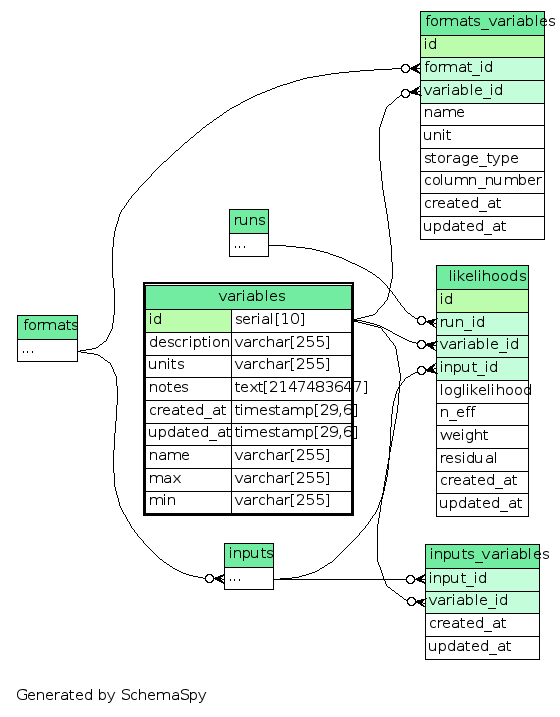 formats_variables
id
format_id
variable_id
name
unit
storage_type
column_number
created_at
updated_at
runs
...
likelihoods
id
run_id
variable_id
input_id
loglikelihood
n_eff
weight
residual
created_at
updated_at
variables
id serial[10]
description varchar[255]
units varchar[255]
notes text[2147483647]
created_at timestamp[29,6]
updated_at timestamp[29,6]
name varchar[255]
max varchar[255]
min varchar[255]
formats
...
inputs
...
inputs_variables
input_id
variable_id
created_at
updated_at
Generated by SchemaSpy